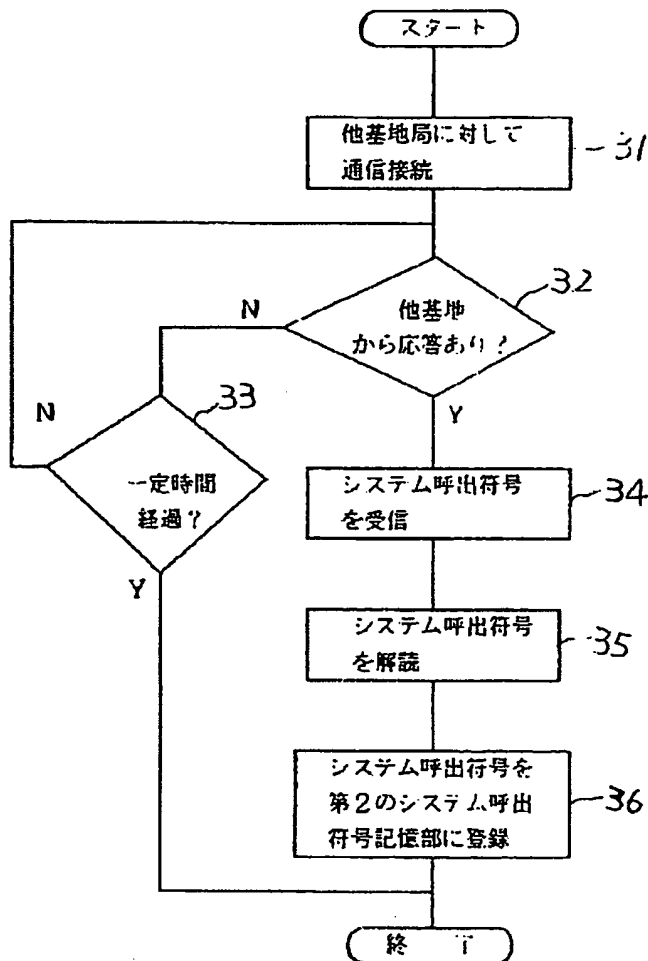 スタート
他基地局に対して
通信接続
31
32
N
他基地
から応答あり？
Y
33
N
一定時間
経過？
Y
システム呼出符号
を受信
34
システム呼出符号
を解読
35
システム呼出符号を
第2のシステム呼出
符号記憶部に登録
36
終 了